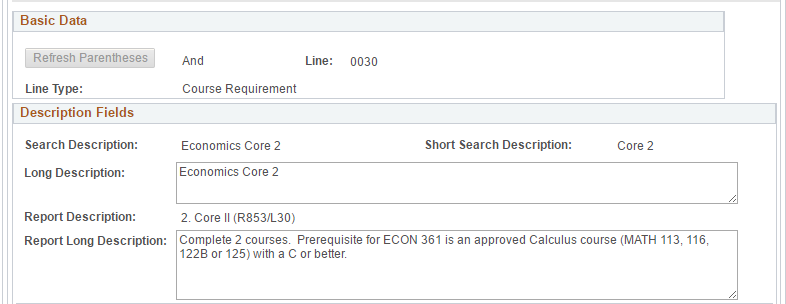 Basic Data
Refresh Parentheses And Line: 0030
Line Type: Course Requirement
Description Fields
Search Description: Economics Core 2 Short Search Description: Core 2
Long Description: Economics Core 2
Report Description: 2. Core II (R853/L30)
Report Long Description: Complete 2 courses.  Prerequisite for ECON 361 is an approved Calculus course (MATH 113, 116,
122B or 125) with a C or better.